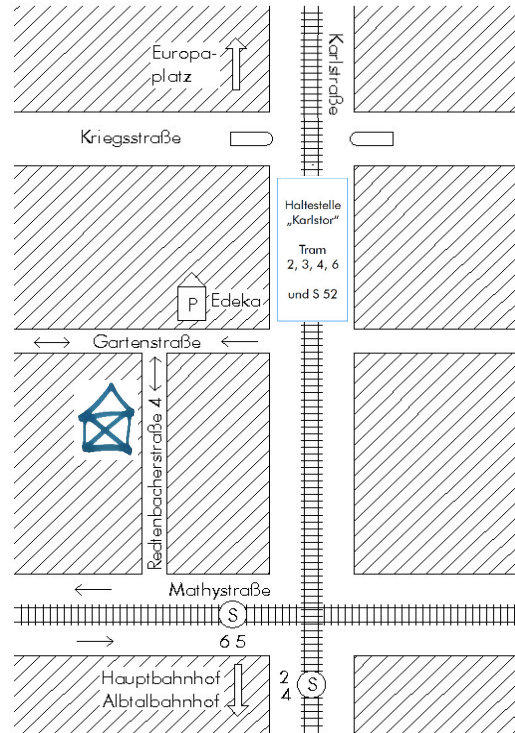 Europa-
platz
Karlstraße
Kriegsstraße
Haltestelle
„Karlstor“
Tram
2, 3, 4, 6
und S 52
P
Edeka
Gartenstraße
Redtenbacherstraße 4
Mathystraße
S
6 5
Hauptbahnhof
Albtalbahnhof
2
4
S